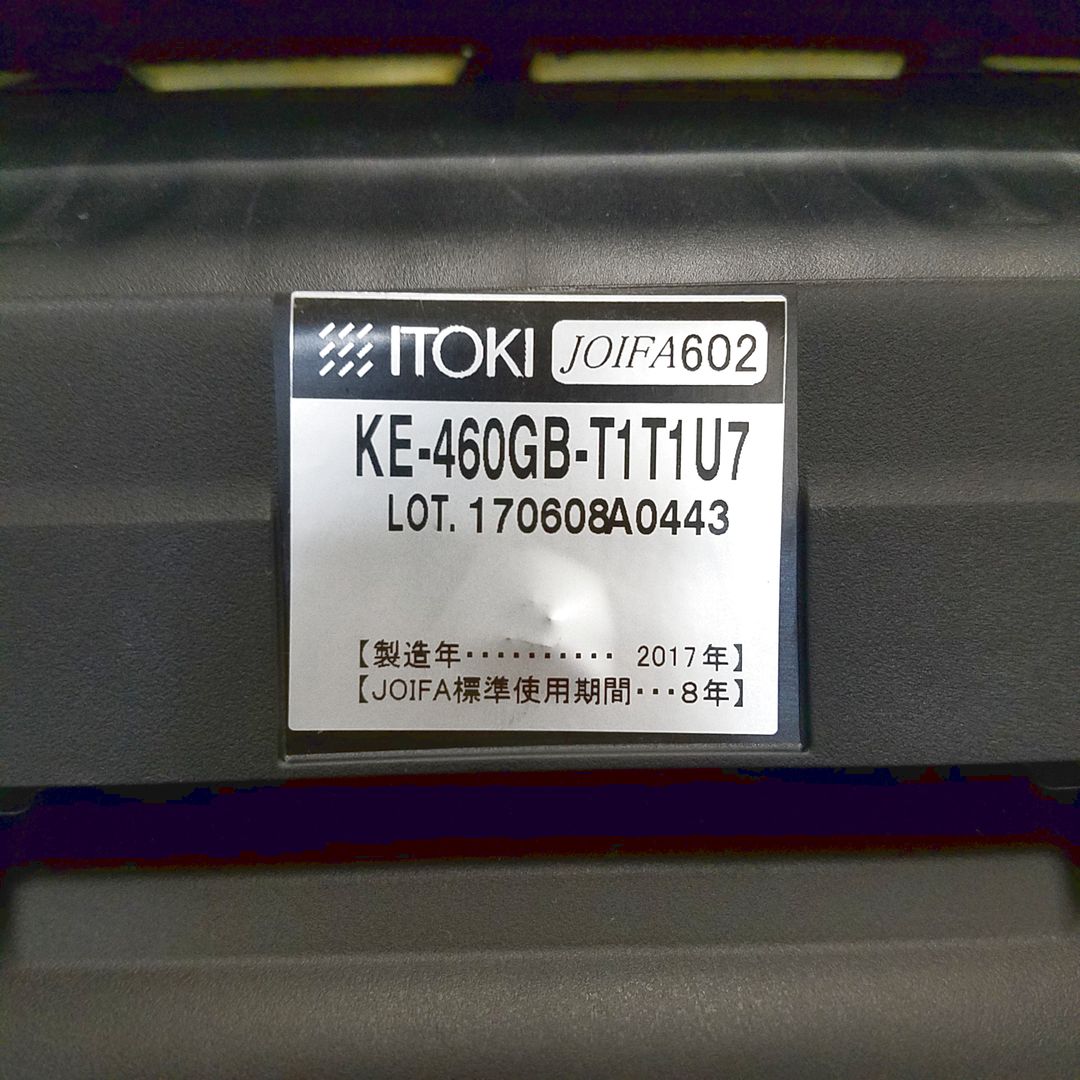 ITOKI JOIFA602
KE-460GB-T1T1U7
LOT. 170608A0443
【製造年‥‥‥‥‥ 2017年】
【JOIFA標準使用期間…8年】